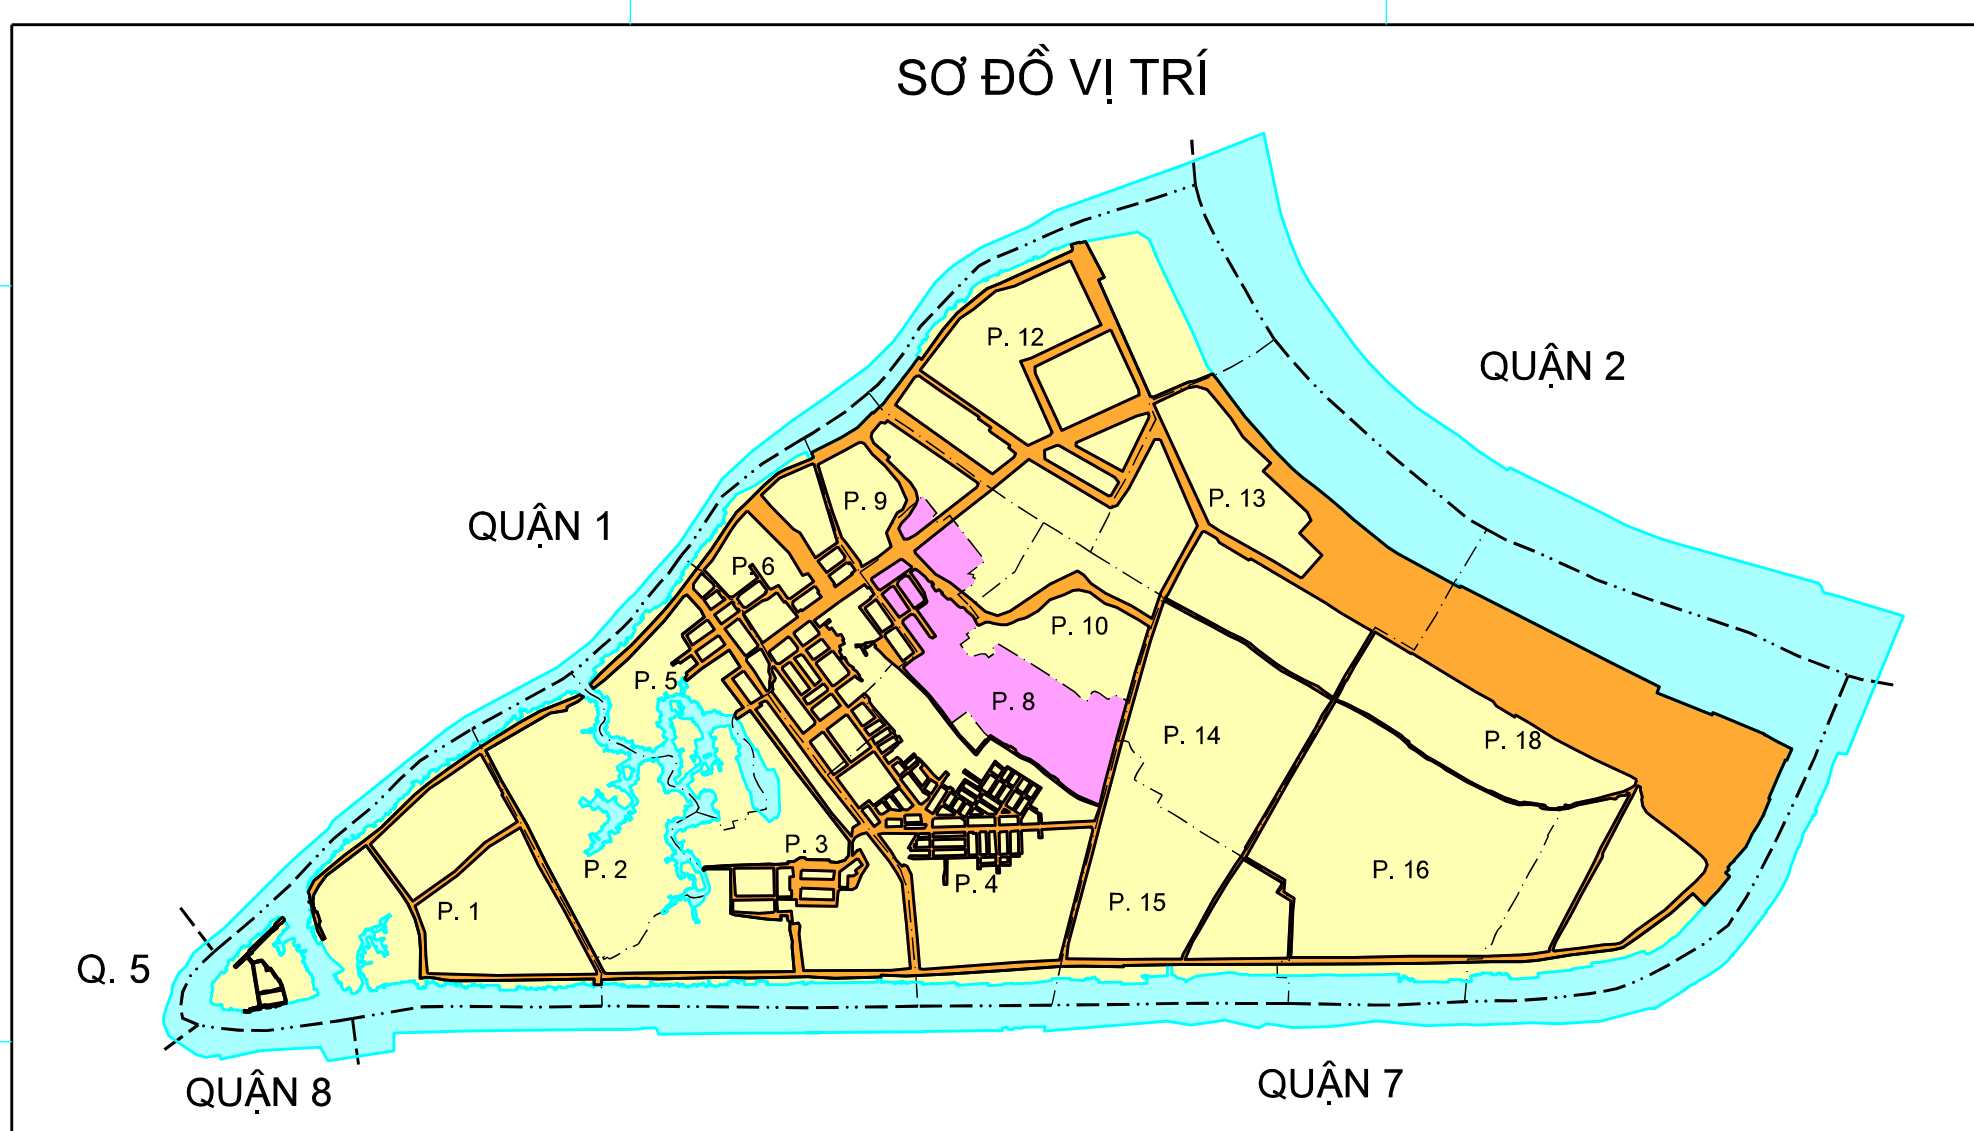 SƠ ĐỒ VỊ TRÍ
P. 12
QUẬN 2
P. 9
P. 13
QUẬN 1
P. 6
P. 10
P. 5
P. 8
P. 14
P. 18
P. 3
P. 2
P. 16
P. 4
P. 15
P. 1
Q. 5
QUẬN 8
QUẬN 7